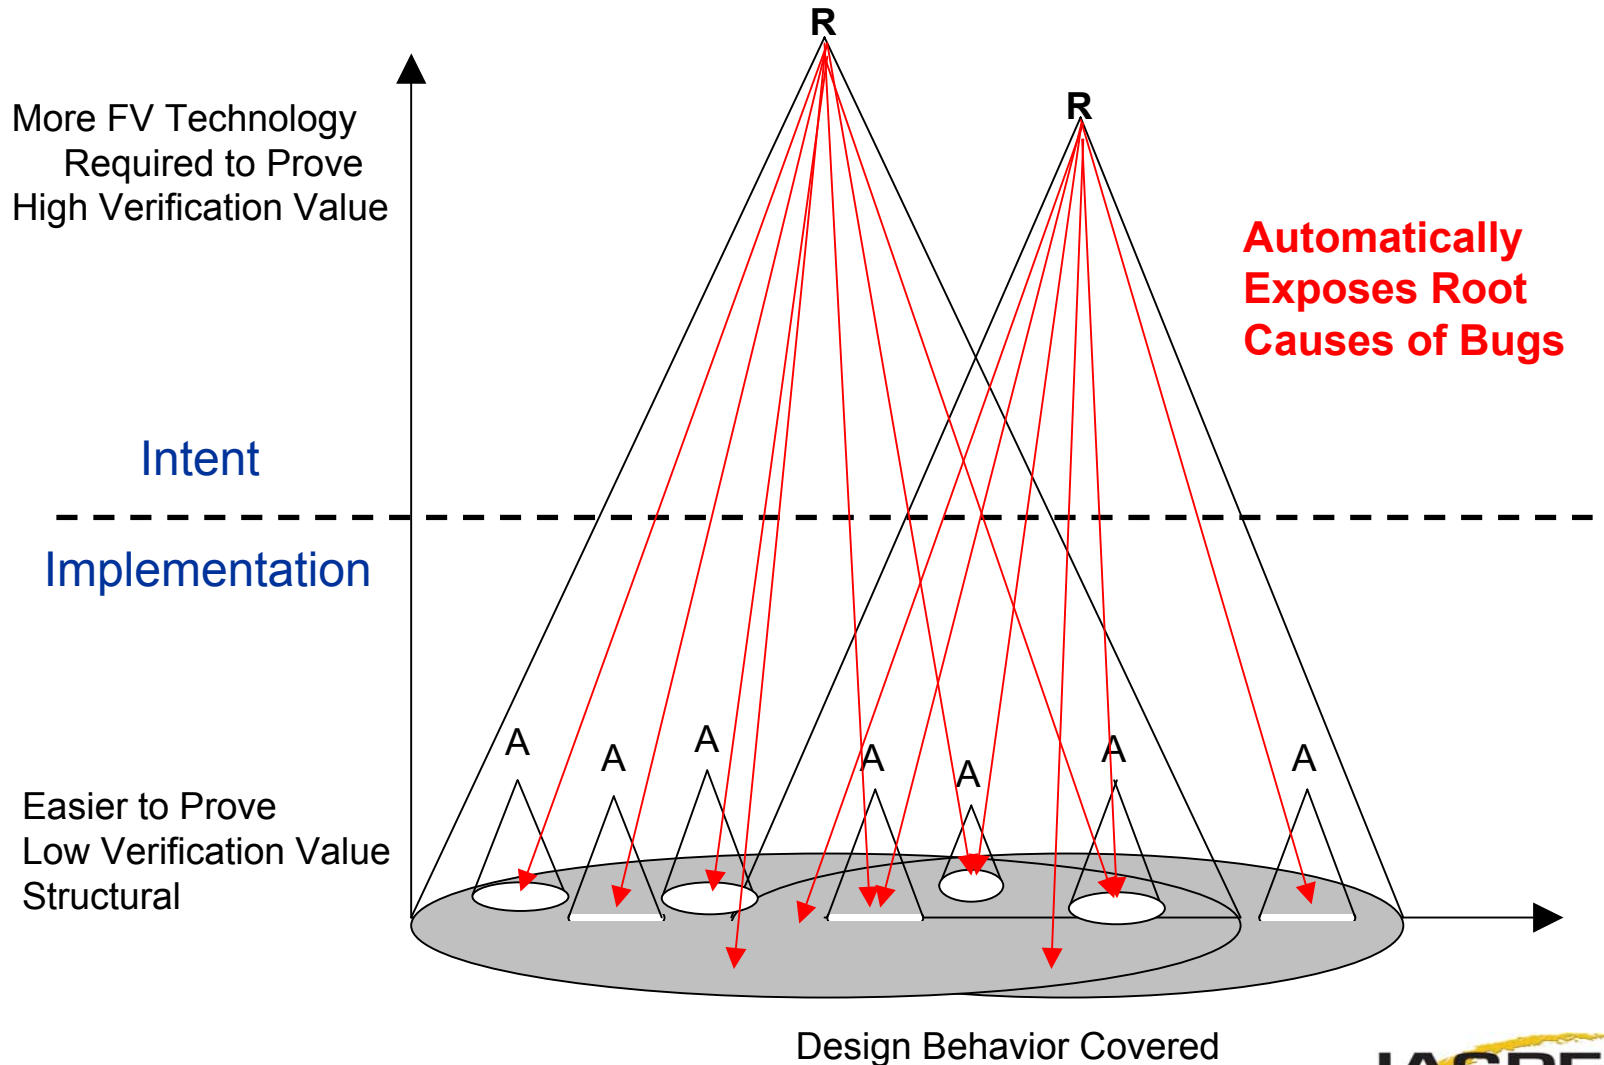 R
R
More FV Technology
Required to Prove
High Verification Value
Automatically
Exposes Root
Causes of Bugs
Intent
Implementation
A
A
A
A
A
A
A
Easier to Prove
Low Verification Value
Structural
Design Behavior Covered